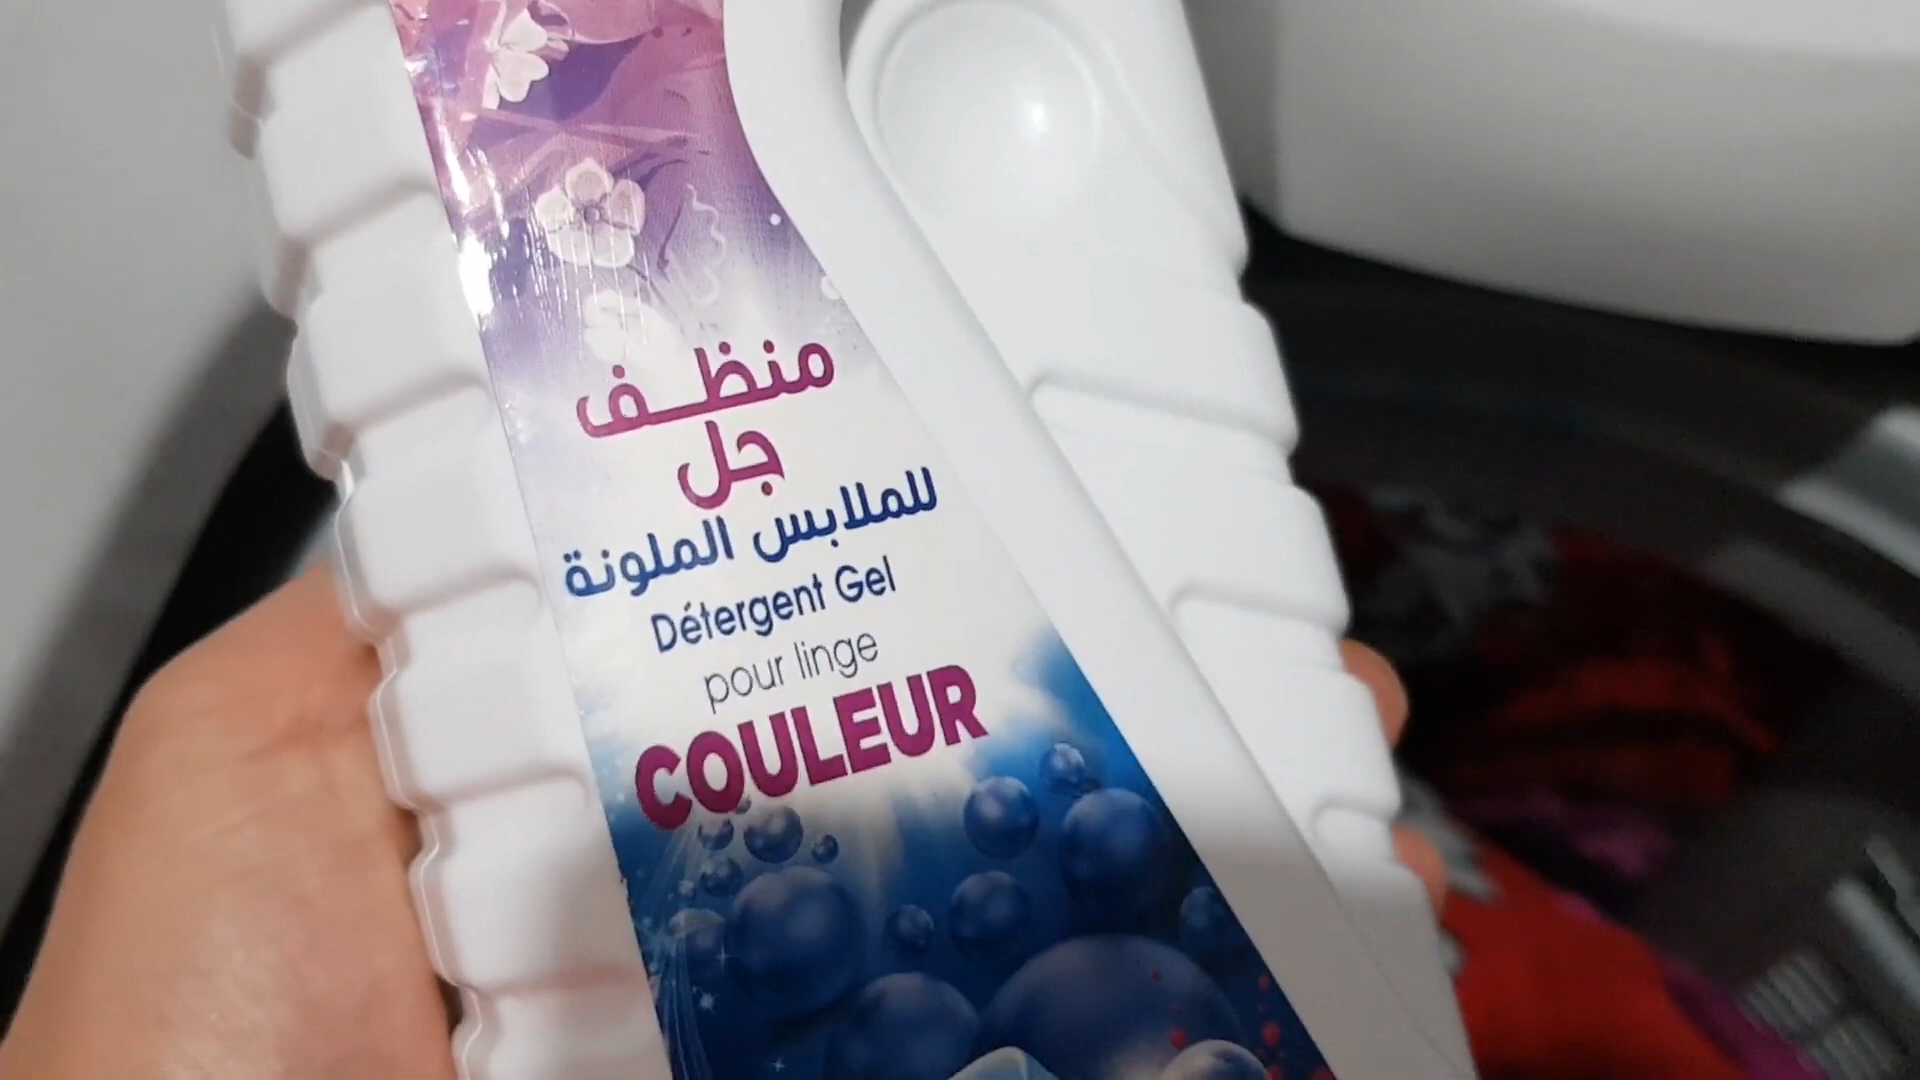 منظف
جل
للملابس الملونة
Détergent Gel
pour linge
COULEUR